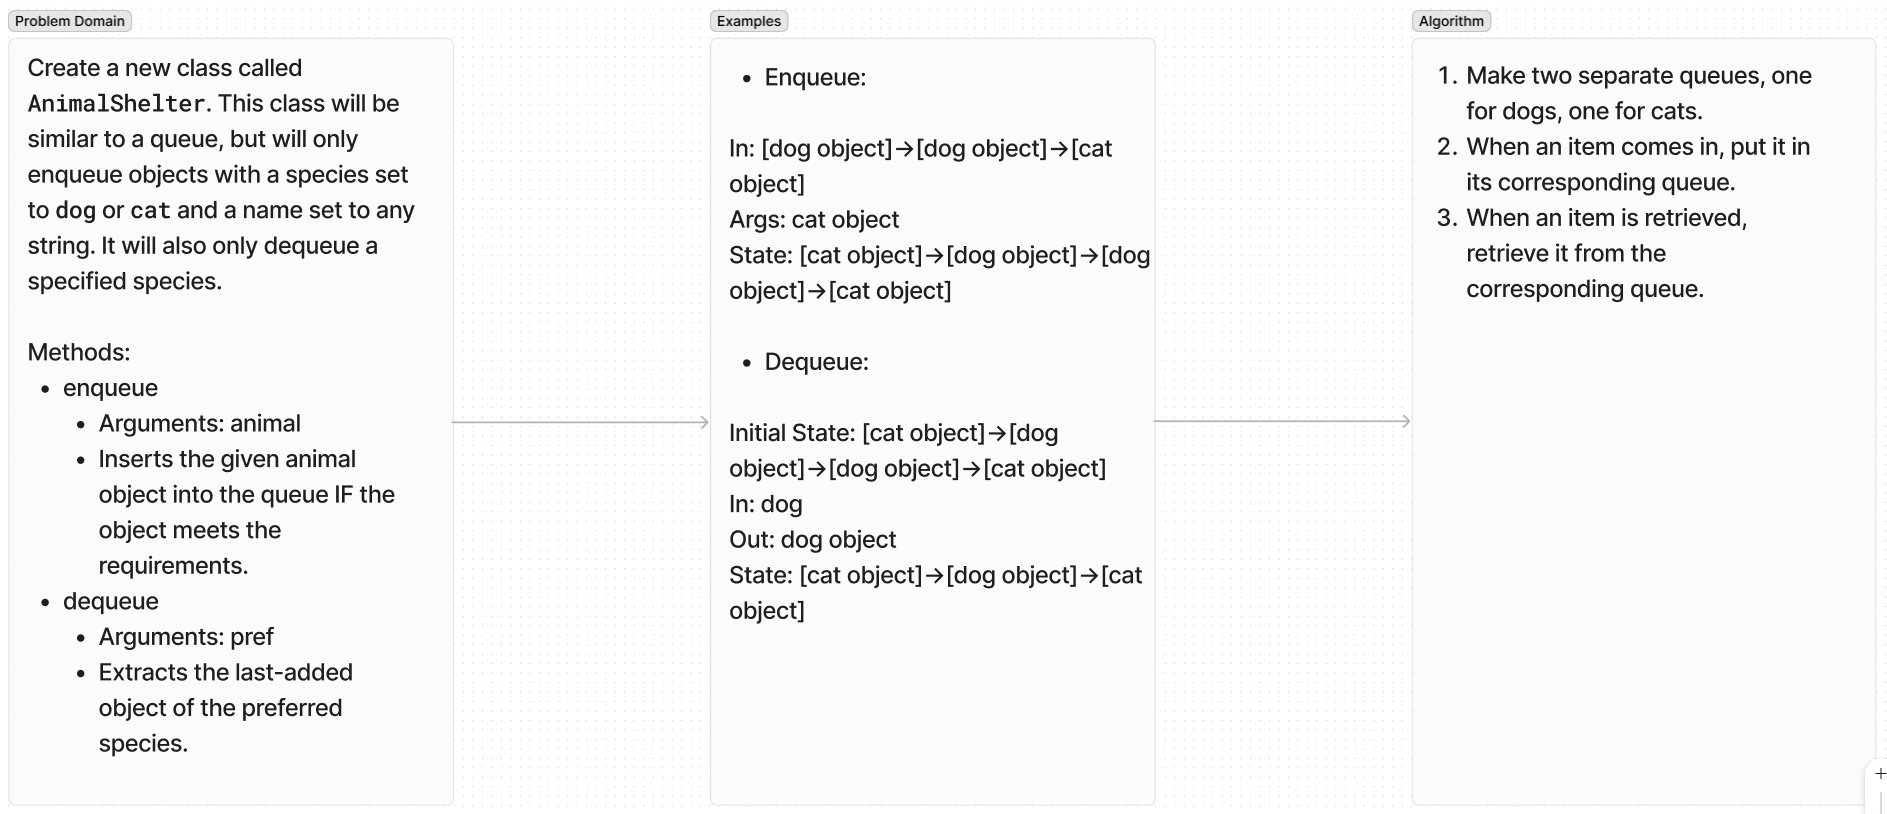 Problem Domain
Create a new class called
AnimalShelter. This class will be
similar to a queue, but will only
enqueue objects with a species set
to dog or cat and a name set to any
string. It will also only dequeue a
specified species.
Methods:
• enqueue
• Arguments: animal
• Inserts the given animal
object into the queue IF the
object meets the
requirements.
• dequeue
• Arguments: pref
• Extracts the last-added
object of the preferred
species.
Examples
• Enqueue:
In: [dog object]→[dog object]→[cat
object]
Args: cat object
State: [cat object]→[dog object]→[dog
object]→[cat object]
• Dequeue:
Initial State: [cat object]→[dog
object]→[dog object]→[cat object]
In: dog
Out: dog object
State: [cat object]→[dog object]→[cat
object]
Algorithm
1. Make two separate queues, one
for dogs, one for cats.
2. When an item comes in, put it in
its corresponding queue.
3. When an item is retrieved,
retrieve it from the
corresponding queue.
+